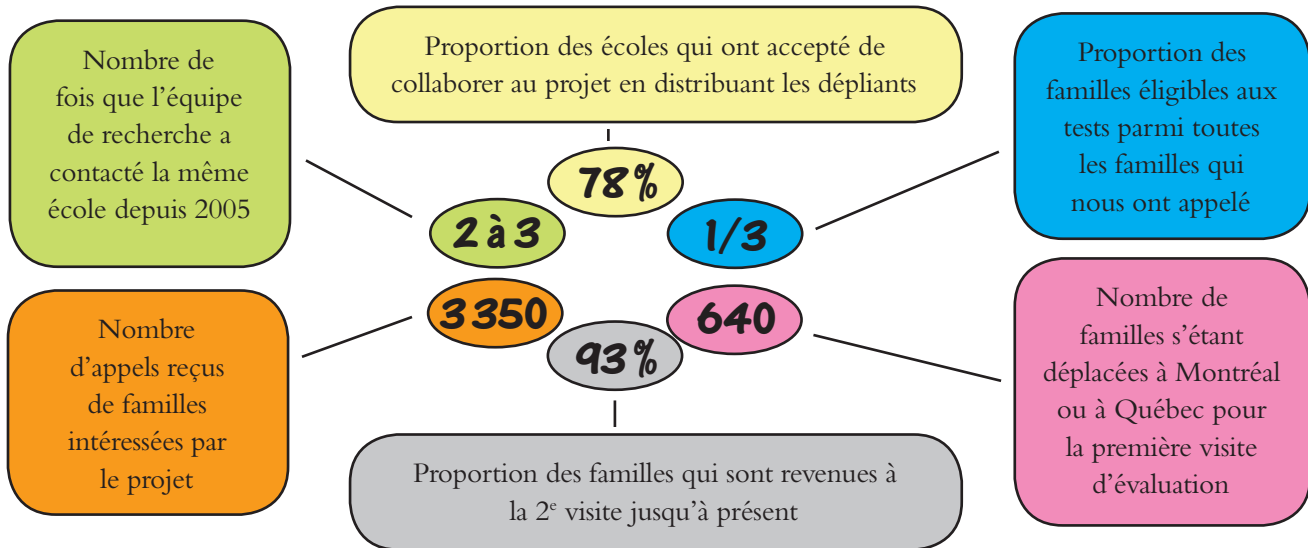 Nombre de
fois que l'équipe
de recherche a
contacté la même
école depuis 2005
Proportion des écoles qui ont accepté de
collaborer au projet en distribuant les dépliants
Proportion des
familles éligibles aux
tests parmi toutes
les familles qui
nous ont appelé
78%
2 à 3
1/3
3 350
640
93%
Nombre
d'appels reçus
de familles
intéressées par
le projet
Proportion des familles qui sont revenues à
la 2e visite jusqu'à présent
Nombre de
familles s'étant
déplacées à Montréal
ou à Québec pour
la première visite
d'évaluation